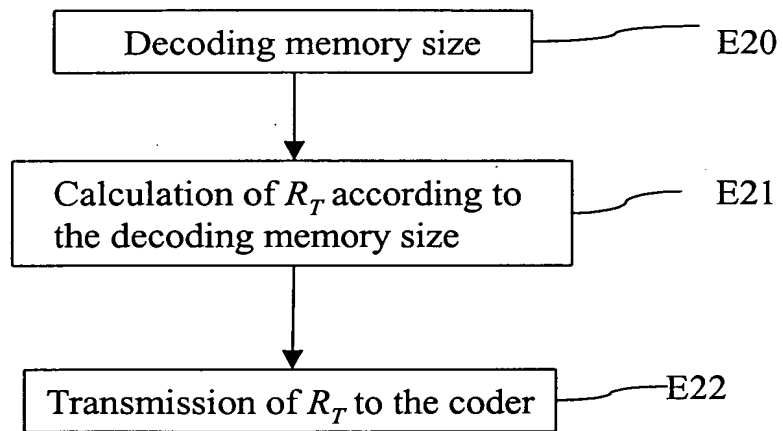 Decoding memory size
E20
Calculation of R_T according to
the decoding memory size
E21
Transmission of R_T to the coder
E22